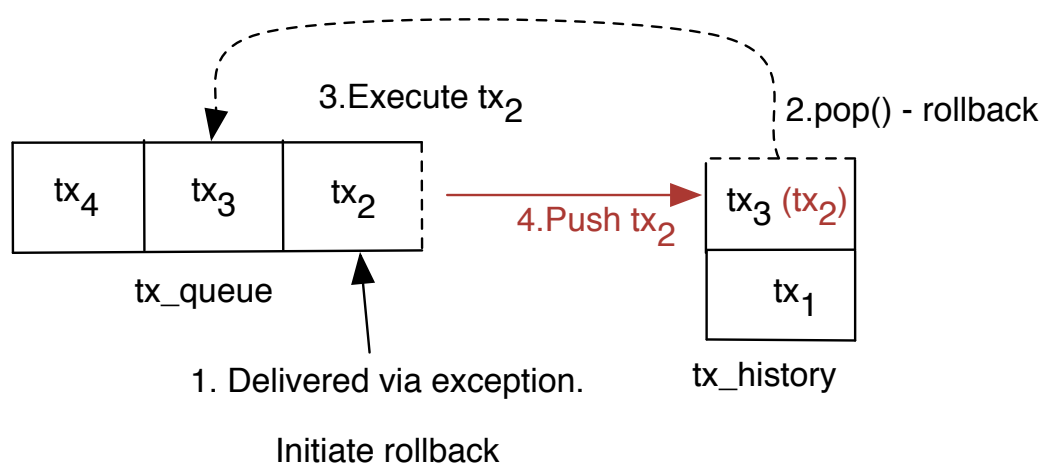 3.Execute tx2
2.pop() - rollback
tx4 tx3 tx2
4.Push tx2
tx3 (tx2)
tx1
tx_queue
tx_history
1. Delivered via exception.
Initiate rollback